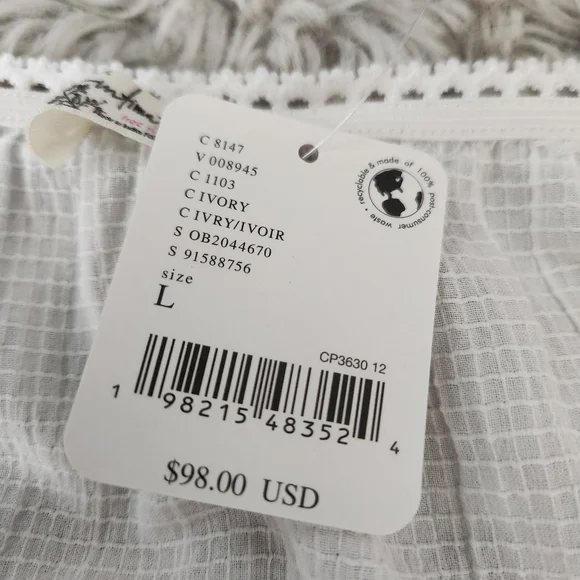 C 8147
V 008945
C 1103
C IVORY
C IVRY/IVOIR
S OB2044670
S 91588756
size
L
recyclable & made of 100% post-consumer waste •
CP3630 12
1 98215 48352 4
$98.00 USD